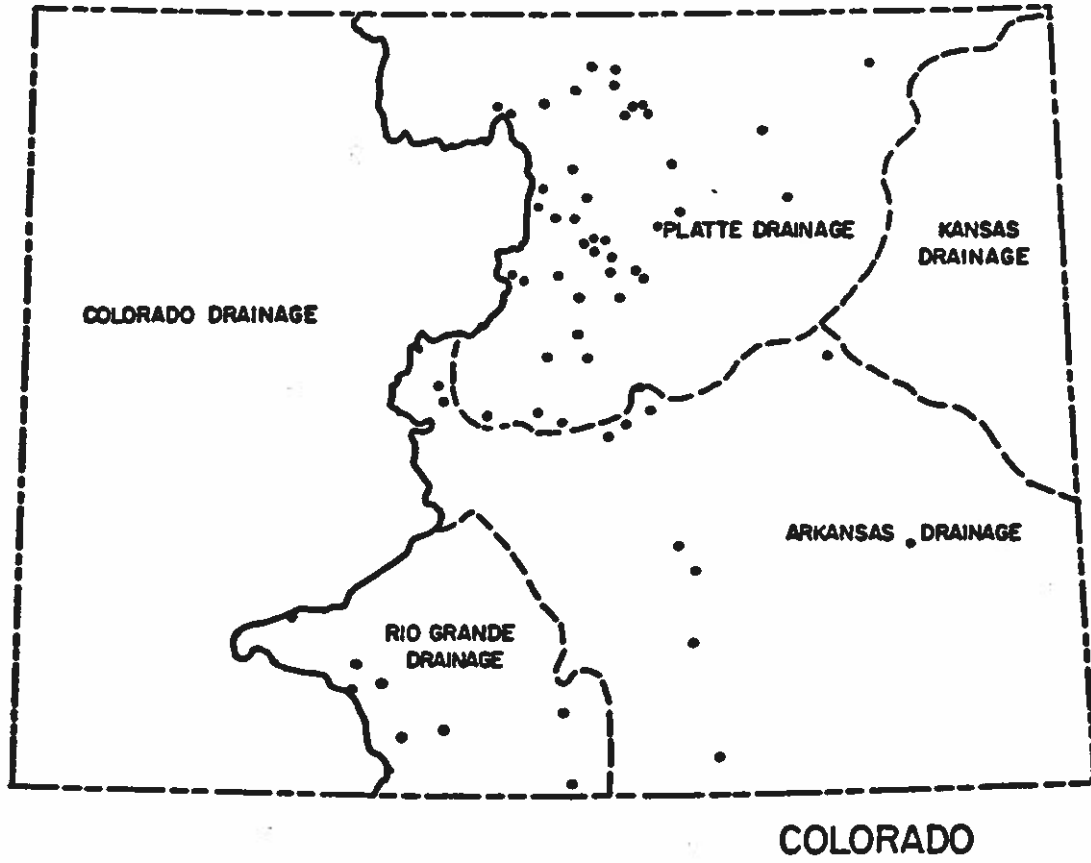 PLATTE DRAINAGE
KANSAS
DRAINAGE
COLORADO DRAINAGE
ARKANSAS DRAINAGE
RIO GRANDE
DRAINAGE
COLORADO